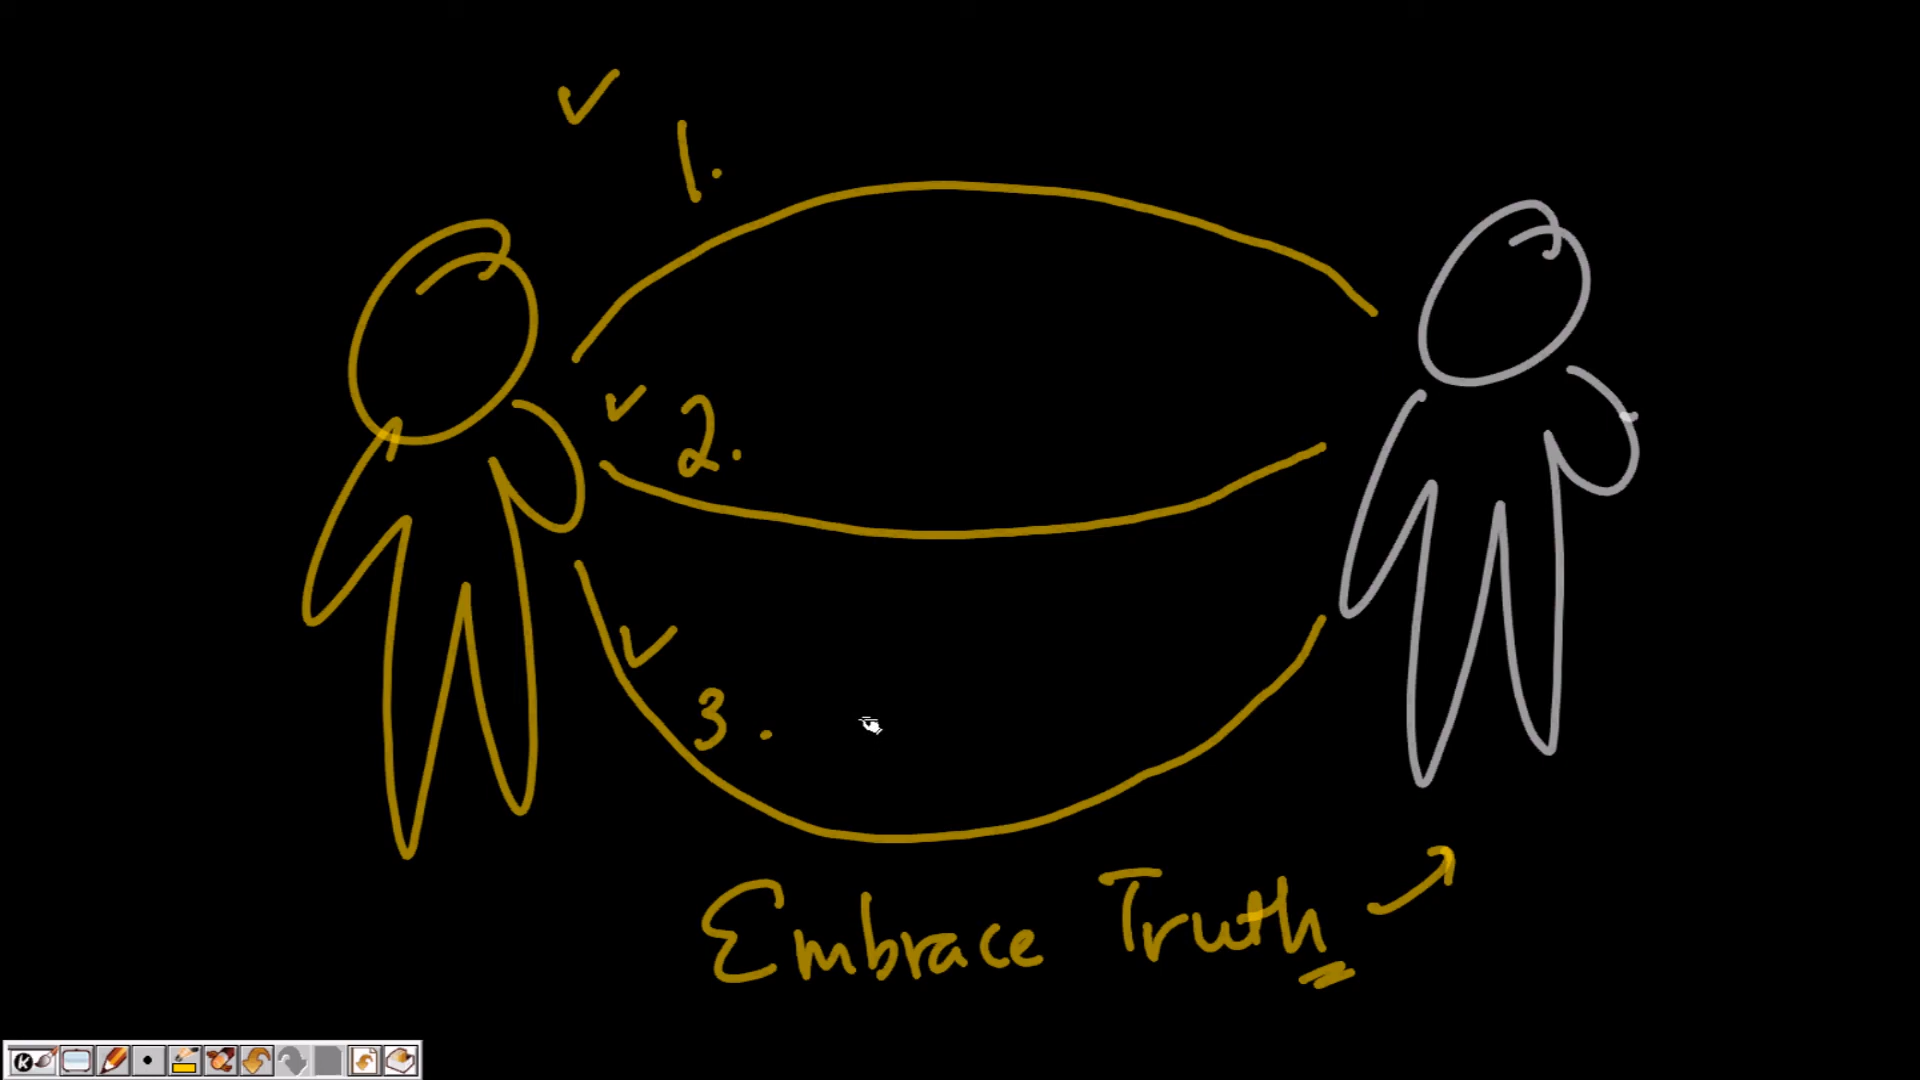 ✓ 1.
✓ 2.
✓ 3.
Embrace Truth
K